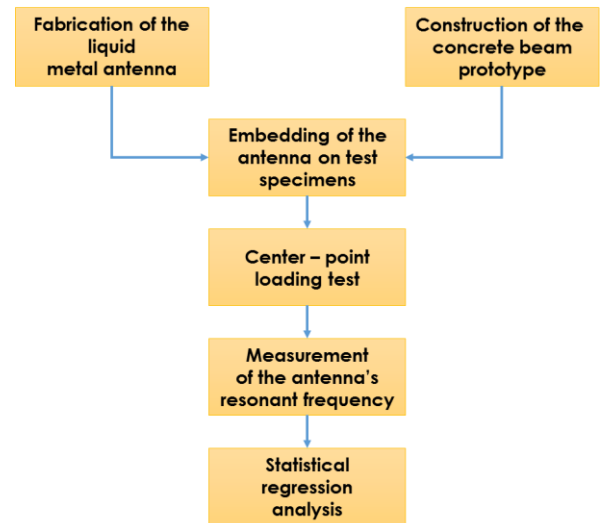 Fabrication of the
liquid
metal antenna
Construction of the
concrete beam
prototype
Embedding of the
antenna on test
specimens
Center – point
loading test
Measurement
of the antenna's
resonant frequency
Statistical
regression
analysis